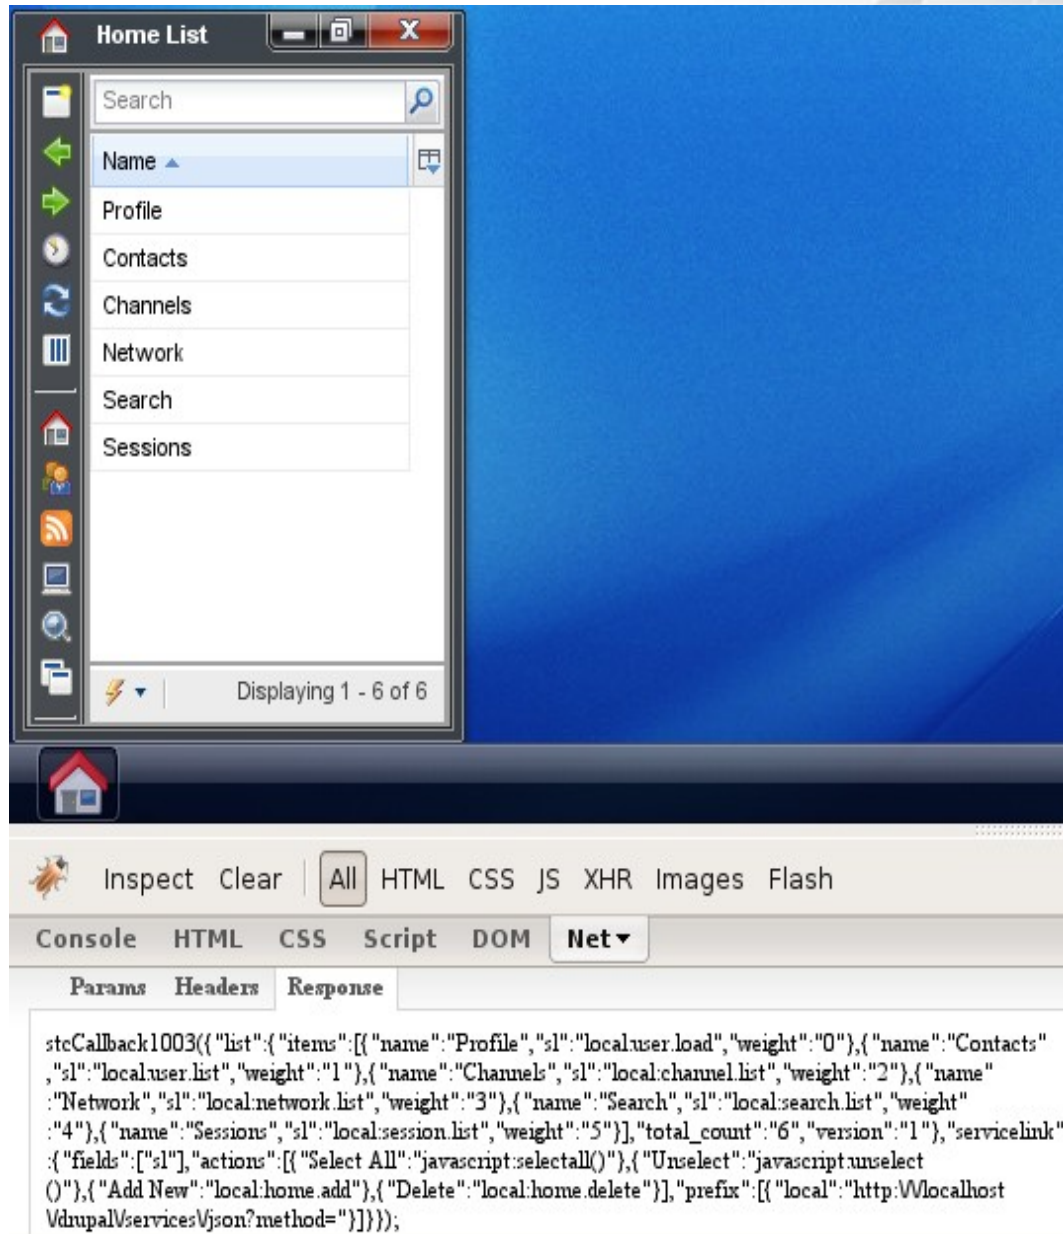 Home List
Search
Name
Profile
Contacts
Channels
Network
Search
Sessions
Displaying 1 - 6 of 6
Inspect Clear All HTML CSS JS XHR Images Flash
Console HTML CSS Script DOM Net
Params Headers Response
stcCallback1003({"list":{"items":[{"name":"Profile","sl":"local:user.load","weight":"0"},{"name":"Contacts"
,"sl":"local:user.list","weight":"1"},{"name":"Channels","sl":"local:channel.list","weight":"2"},{"name"
:"Network","sl":"local:network.list","weight":"3"},{"name":"Search","sl":"local:search.list","weight"
:"4"},{"name":"Sessions","sl":"local:session.list","weight":"5"}],"total_count":"6","version":"1"},"servicelink"
:{"fields":["sl"],"actions":[{"Select All":"javascript:selectall()"},{"Unselect":"javascript:unselect
()"},{"Add New":"local:home.add"},{"Delete":"local:home.delete"}],"prefix":[{"local":"http:\/\/localhost
\/drupal\/services\/json?method="}]}});